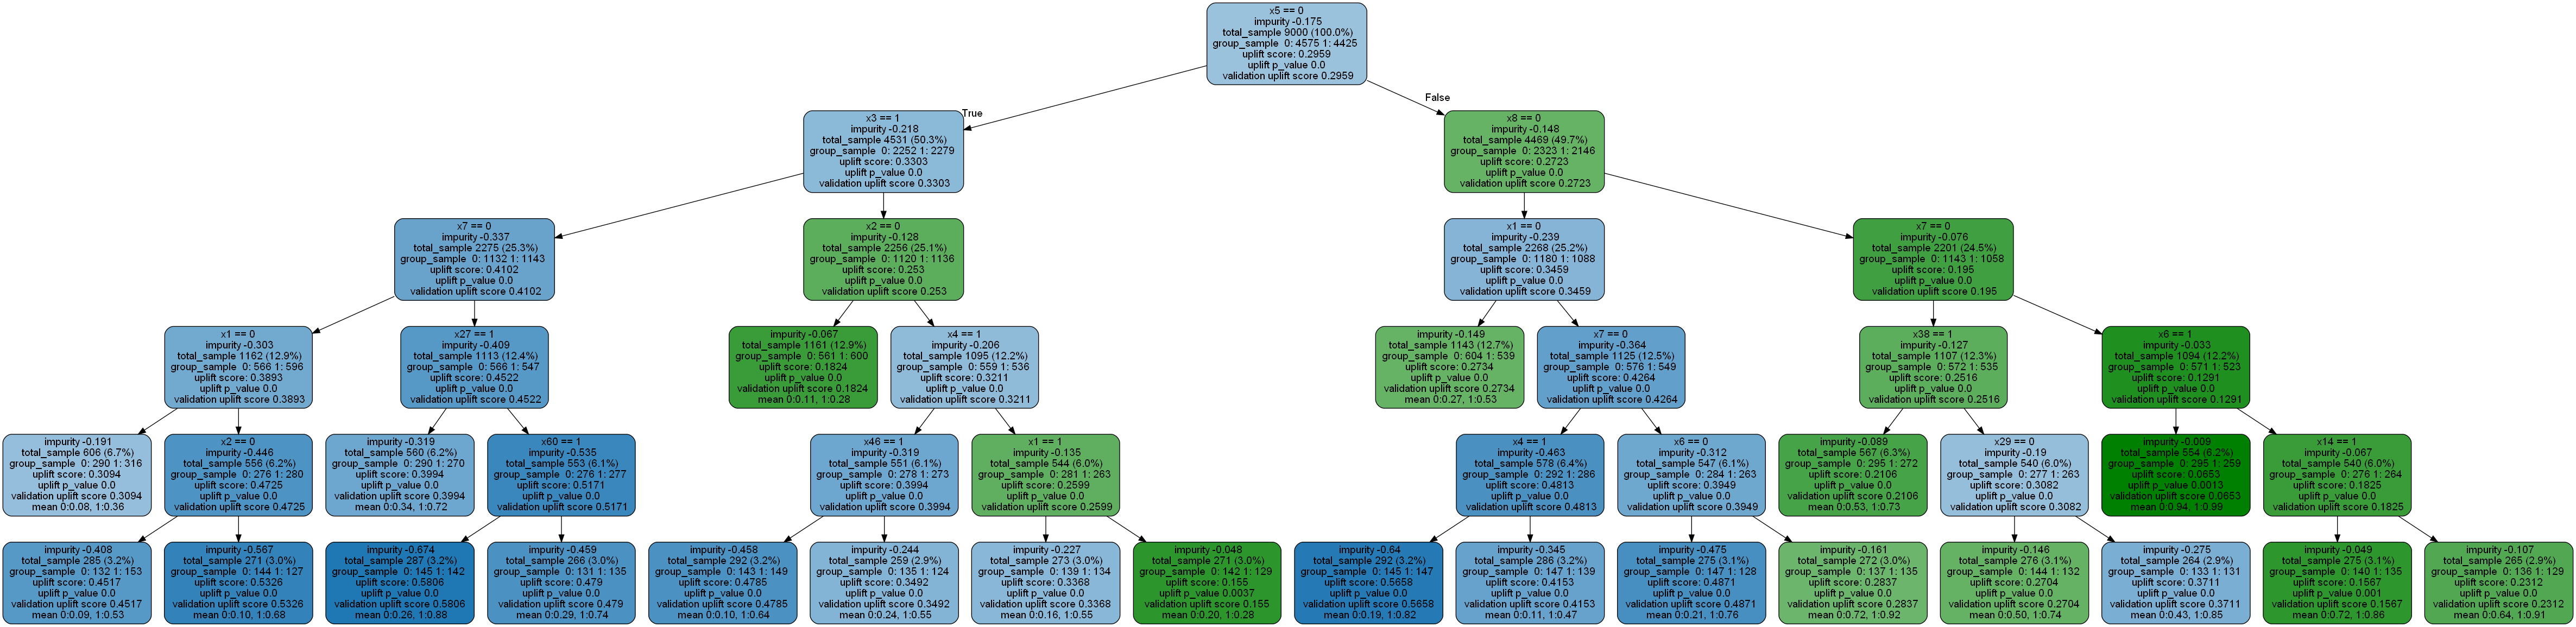 x5 == 0
impurity -0.175
total_sample 9000 (100.0%)
group_sample 0: 4575 1: 4425
uplift score: 0.2959
uplift p_value 0.0
validation uplift score 0.2959
True
False
x3 == 1
impurity -0.218
total_sample 4531 (50.3%)
group_sample 0: 2252 1: 2279
uplift score: 0.3303
uplift p_value 0.0
validation uplift score 0.3303
x8 == 0
impurity -0.148
total_sample 4469 (49.7%)
group_sample 0: 2323 1: 2146
uplift score: 0.2723
uplift p_value 0.0
validation uplift score 0.2723
x7 == 0
impurity -0.337
total_sample 2275 (25.3%)
group_sample 0: 1132 1: 1143
uplift score: 0.4102
uplift p_value 0.0
validation uplift score 0.4102
x2 == 0
impurity -0.128
total_sample 2256 (25.1%)
group_sample 0: 1120 1: 1136
uplift score: 0.253
uplift p_value 0.0
validation uplift score 0.253
x1 == 0
impurity -0.239
total_sample 2268 (25.2%)
group_sample 0: 1180 1: 1088
uplift score: 0.3459
uplift p_value 0.0
validation uplift score 0.3459
x7 == 0
impurity -0.076
total_sample 2201 (24.5%)
group_sample 0: 1143 1: 1058
uplift score: 0.195
uplift p_value 0.0
validation uplift score 0.195
x1 == 0
impurity -0.303
total_sample 1162 (12.9%)
group_sample 0: 566 1: 596
uplift score: 0.3893
uplift p_value 0.0
validation uplift score 0.3893
x27 == 1
impurity -0.409
total_sample 1113 (12.4%)
group_sample 0: 566 1: 547
uplift score: 0.4522
uplift p_value 0.0
validation uplift score 0.4522
impurity -0.067
total_sample 1161 (12.9%)
group_sample 0: 561 1: 600
uplift score: 0.1824
uplift p_value 0.0
validation uplift score 0.1824
mean 0:0.11, 1:0.28
x4 == 1
impurity -0.206
total_sample 1095 (12.2%)
group_sample 0: 559 1: 536
uplift score: 0.3211
uplift p_value 0.0
validation uplift score 0.3211
impurity -0.149
total_sample 1143 (12.7%)
group_sample 0: 604 1: 539
uplift score: 0.2734
uplift p_value 0.0
validation uplift score 0.2734
mean 0:0.27, 1:0.53
x7 == 0
impurity -0.364
total_sample 1125 (12.5%)
group_sample 0: 576 1: 549
uplift score: 0.4264
uplift p_value 0.0
validation uplift score 0.4264
x38 == 1
impurity -0.127
total_sample 1107 (12.3%)
group_sample 0: 572 1: 535
uplift score: 0.2516
uplift p_value 0.0
validation uplift score 0.2516
x6 == 1
impurity -0.033
total_sample 1094 (12.2%)
group_sample 0: 571 1: 523
uplift score: 0.1291
uplift p_value 0.0
validation uplift score 0.1291
impurity -0.191
total_sample 606 (6.7%)
group_sample 0: 290 1: 316
uplift score: 0.3094
uplift p_value 0.0
validation uplift score 0.3094
mean 0:0.08, 1:0.36
x2 == 0
impurity -0.446
total_sample 556 (6.2%)
group_sample 0: 276 1: 280
uplift score: 0.4725
uplift p_value 0.0
validation uplift score 0.4725
impurity -0.319
total_sample 560 (6.2%)
group_sample 0: 290 1: 270
uplift score: 0.3994
uplift p_value 0.0
validation uplift score 0.3994
mean 0:0.34, 1:0.72
x60 == 1
impurity -0.535
total_sample 553 (6.1%)
group_sample 0: 276 1: 277
uplift score: 0.5171
uplift p_value 0.0
validation uplift score 0.5171
x46 == 1
impurity -0.319
total_sample 551 (6.1%)
group_sample 0: 278 1: 273
uplift score: 0.3994
uplift p_value 0.0
validation uplift score 0.3994
x1 == 1
impurity -0.135
total_sample 544 (6.0%)
group_sample 0: 281 1: 263
uplift score: 0.2599
uplift p_value 0.0
validation uplift score 0.2599
x4 == 1
impurity -0.463
total_sample 578 (6.4%)
group_sample 0: 292 1: 286
uplift score: 0.4813
uplift p_value 0.0
validation uplift score 0.4813
x6 == 0
impurity -0.312
total_sample 547 (6.1%)
group_sample 0: 284 1: 263
uplift score: 0.3949
uplift p_value 0.0
validation uplift score 0.3949
impurity -0.089
total_sample 567 (6.3%)
group_sample 0: 295 1: 272
uplift score: 0.2106
uplift p_value 0.0
validation uplift score 0.2106
mean 0:0.53, 1:0.73
x29 == 0
impurity -0.19
total_sample 540 (6.0%)
group_sample 0: 277 1: 263
uplift score: 0.3082
uplift p_value 0.0
validation uplift score 0.3082
impurity -0.009
total_sample 554 (6.2%)
group_sample 0: 295 1: 259
uplift score: 0.0653
uplift p_value 0.0013
validation uplift score 0.0653
mean 0:0.94, 1:0.99
x14 == 1
impurity -0.067
total_sample 540 (6.0%)
group_sample 0: 276 1: 264
uplift score: 0.1825
uplift p_value 0.0
validation uplift score 0.1825
impurity -0.408
total_sample 285 (3.2%)
group_sample 0: 132 1: 153
uplift score: 0.4517
uplift p_value 0.0
validation uplift score 0.4517
mean 0:0.09, 1:0.53
impurity -0.567
total_sample 271 (3.0%)
group_sample 0: 144 1: 127
uplift score: 0.5326
uplift p_value 0.0
validation uplift score 0.5326
mean 0:0.10, 1:0.68
impurity -0.674
total_sample 287 (3.2%)
group_sample 0: 145 1: 142
uplift score: 0.5806
uplift p_value 0.0
validation uplift score 0.5806
mean 0:0.26, 1:0.88
impurity -0.459
total_sample 266 (3.0%)
group_sample 0: 131 1: 135
uplift score: 0.479
uplift p_value 0.0
validation uplift score 0.479
mean 0:0.29, 1:0.74
impurity -0.458
total_sample 292 (3.2%)
group_sample 0: 143 1: 149
uplift score: 0.4785
uplift p_value 0.0
validation uplift score 0.4785
mean 0:0.10, 1:0.64
impurity -0.244
total_sample 259 (2.9%)
group_sample 0: 135 1: 124
uplift score: 0.3492
uplift p_value 0.0
validation uplift score 0.3492
mean 0:0.24, 1:0.55
impurity -0.227
total_sample 273 (3.0%)
group_sample 0: 139 1: 134
uplift score: 0.3368
uplift p_value 0.0
validation uplift score 0.3368
mean 0:0.16, 1:0.55
impurity -0.048
total_sample 271 (3.0%)
group_sample 0: 142 1: 129
uplift score: 0.155
uplift p_value 0.0037
validation uplift score 0.155
mean 0:0.20, 1:0.28
impurity -0.64
total_sample 292 (3.2%)
group_sample 0: 145 1: 147
uplift score: 0.5658
uplift p_value 0.0
validation uplift score 0.5658
mean 0:0.19, 1:0.82
impurity -0.345
total_sample 286 (3.2%)
group_sample 0: 147 1: 139
uplift score: 0.4153
uplift p_value 0.0
validation uplift score 0.4153
mean 0:0.11, 1:0.47
impurity -0.475
total_sample 275 (3.1%)
group_sample 0: 147 1: 128
uplift score: 0.4871
uplift p_value 0.0
validation uplift score 0.4871
mean 0:0.21, 1:0.76
impurity -0.161
total_sample 272 (3.0%)
group_sample 0: 137 1: 135
uplift score: 0.2837
uplift p_value 0.0
validation uplift score 0.2837
mean 0:0.72, 1:0.92
impurity -0.146
total_sample 276 (3.1%)
group_sample 0: 144 1: 132
uplift score: 0.2704
uplift p_value 0.0
validation uplift score 0.2704
mean 0:0.50, 1:0.74
impurity -0.275
total_sample 264 (2.9%)
group_sample 0: 133 1: 131
uplift score: 0.3711
uplift p_value 0.0
validation uplift score 0.3711
mean 0:0.43, 1:0.85
impurity -0.049
total_sample 275 (3.1%)
group_sample 0: 140 1: 135
uplift score: 0.1567
uplift p_value 0.001
validation uplift score 0.1567
mean 0:0.72, 1:0.86
impurity -0.107
total_sample 265 (2.9%)
group_sample 0: 136 1: 129
uplift score: 0.2312
uplift p_value 0.0
validation uplift score 0.2312
mean 0:0.64, 1:0.91